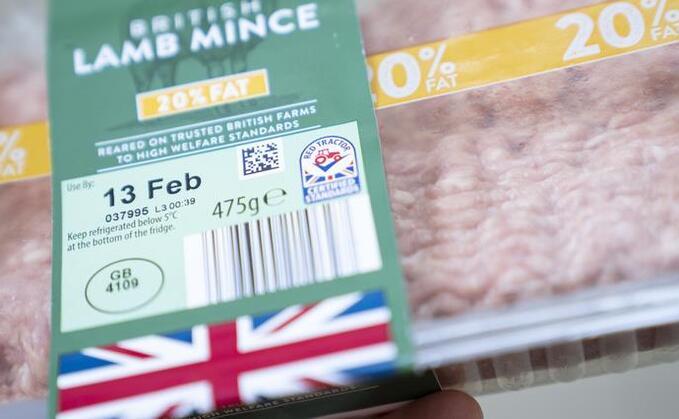 BRITISH
LAMB MINCE
20% FAT
REARED ON TRUSTED BRITISH FARMS
TO HIGH WELFARE STANDARDS
Use By:
13 Feb
037995 L3 00:39
Keep refrigerated below 5°C
at the bottom of the fridge.
475g℮
RED TRACTOR
CERTIFIED
STANDARDS
GB
4109
%
20% FAT
20% FAT
WELFARE STANDARDS